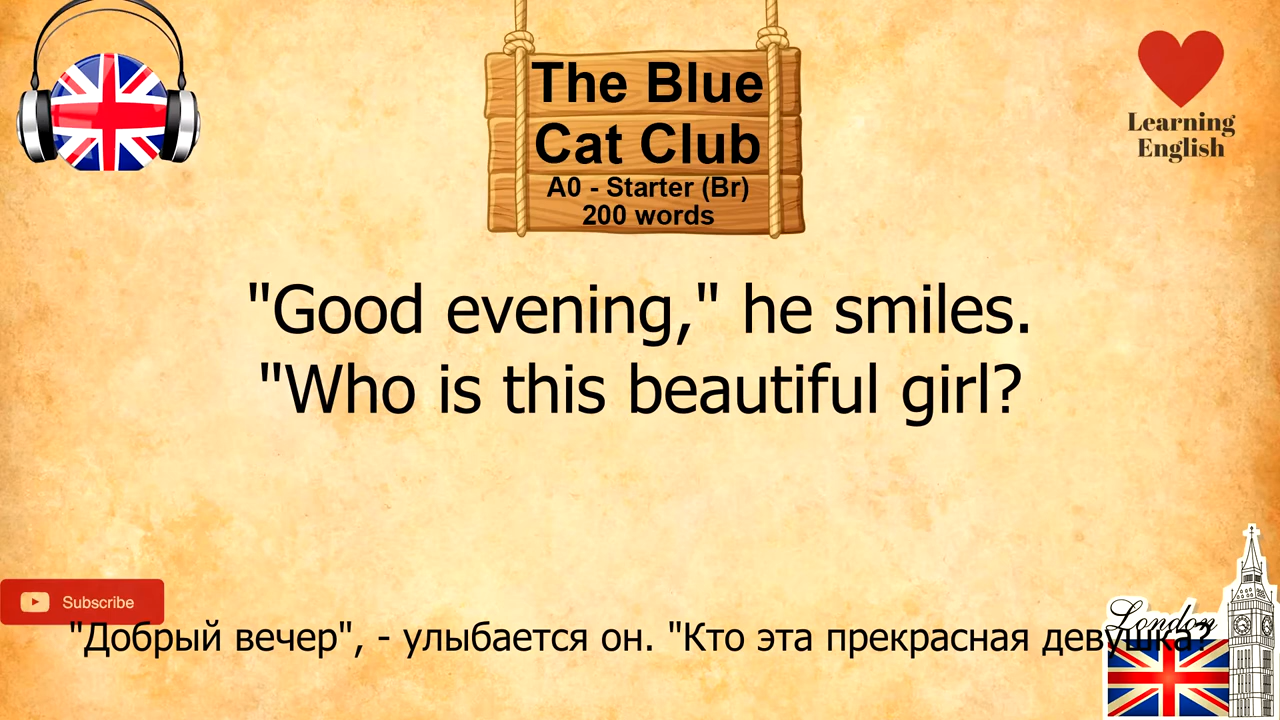 The Blue
Cat Club
A0 - Starter (Br)
200 words
Learning
English
"Good evening," he smiles.
"Who is this beautiful girl?
Subscribe
"Добрый вечер", - улыбается он. "Кто эта прекрасная девушка?
London